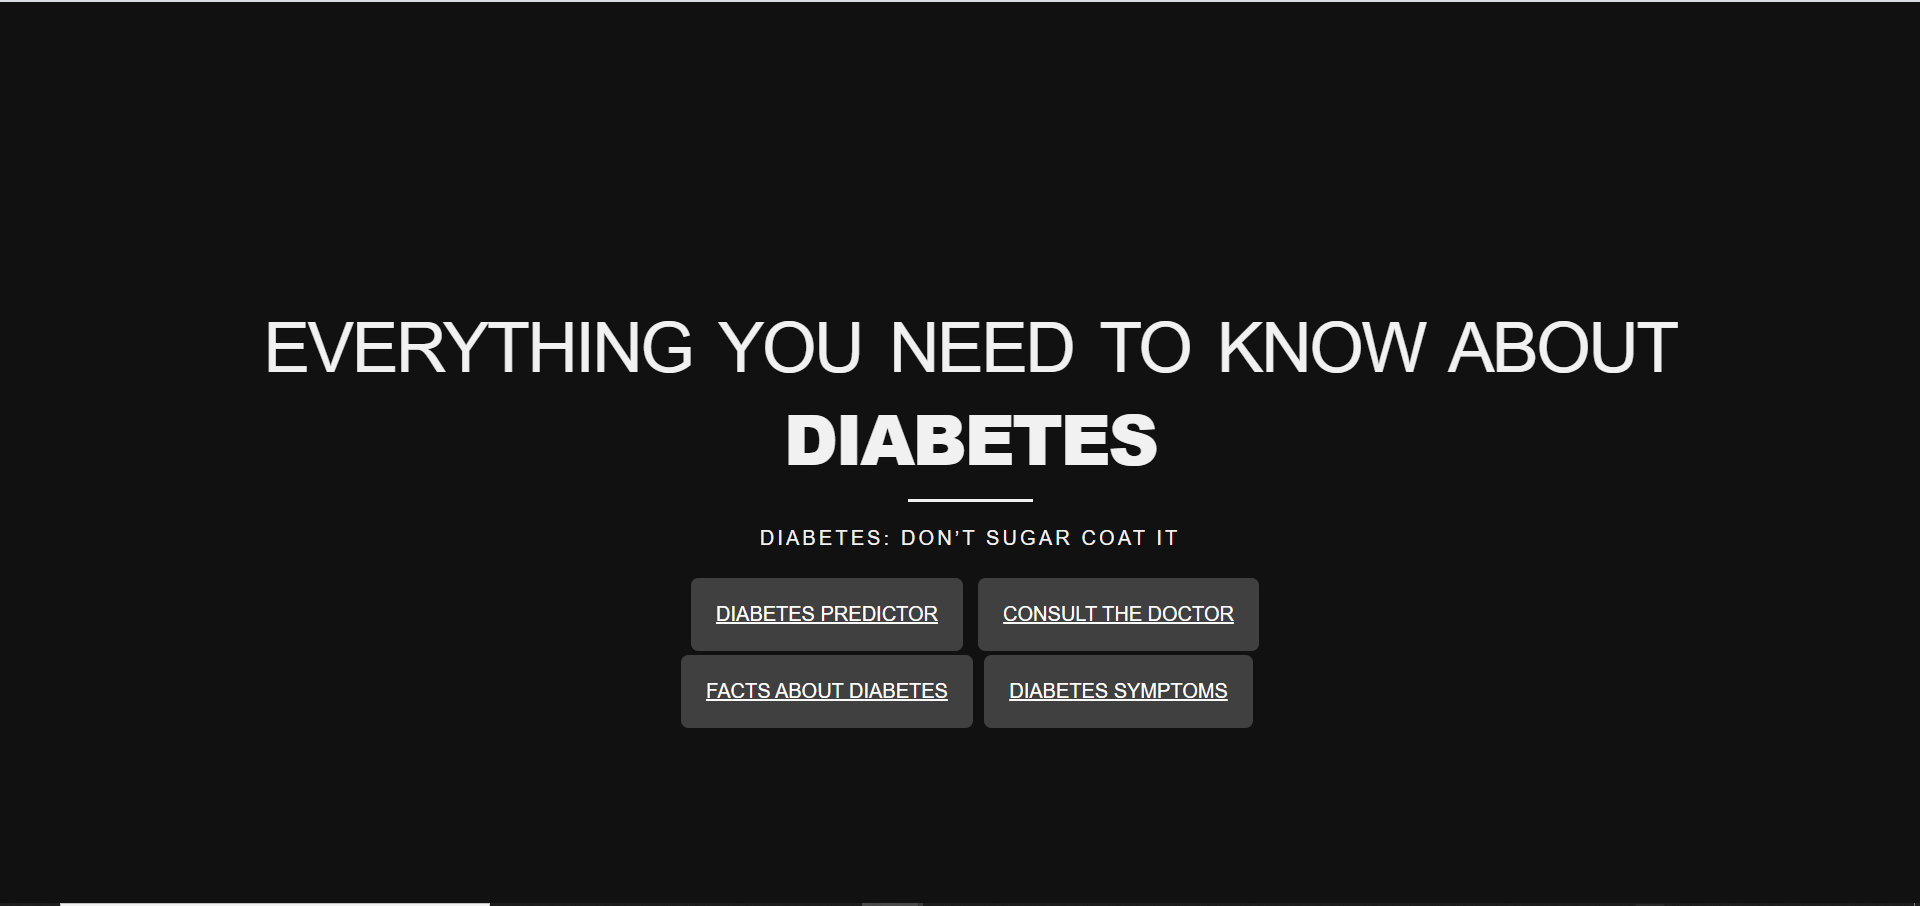 EVERYTHING YOU NEED TO KNOW ABOUT
DIABETES
DIABETES: DON’T SUGAR COAT IT
DIABETES PREDICTOR
CONSULT THE DOCTOR
FACTS ABOUT DIABETES
DIABETES SYMPTOMS